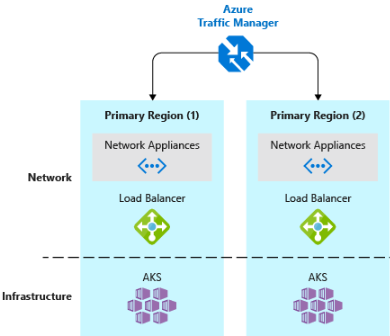 Azure
Traffic Manager
Primary Region (1)
Primary Region (2)
Network Appliances
Network Appliances
Network
Load Balancer
Load Balancer
AKS
AKS
Infrastructure